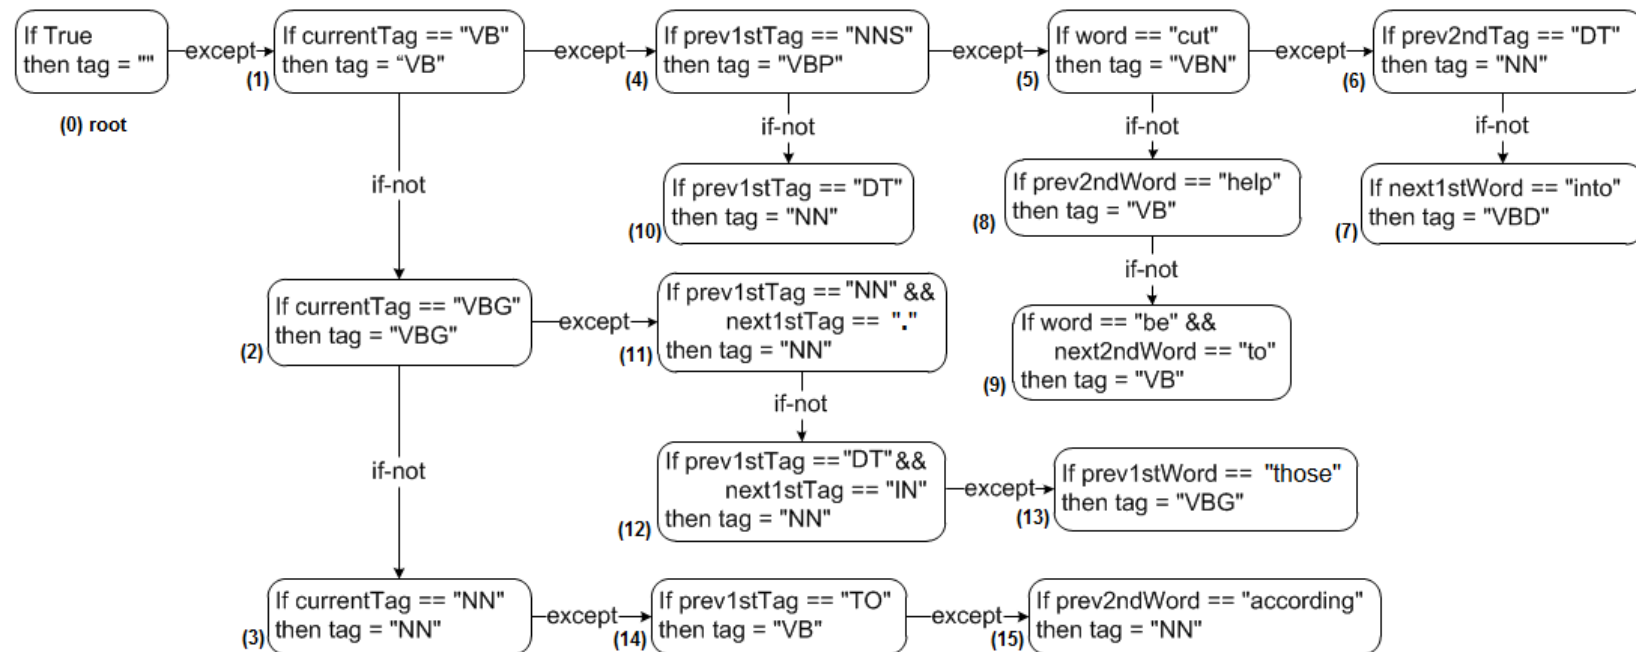 If True
then tag = ""
(0) root
except
If currentTag == "VB"
then tag = “VB"
(1)
except
If prev1stTag == "NNS"
then tag = "VBP"
(4)
except
If word == "cut"
then tag = "VBN"
(5)
except
If prev2ndTag == "DT"
then tag = "NN"
(6)
if-not
if-not
if-not
if-not
If prev1stTag == "DT"
then tag = "NN"
(10)
If prev2ndWord == "help"
then tag = "VB"
(8)
If next1stWord == "into"
then tag = "VBD"
(7)
if-not
If currentTag == "VBG"
then tag = "VBG"
(2)
except
If prev1stTag =="NN" &&
next1stTag == "."
then tag = "NN"
(11)
If word == "be" &&
next2ndWord == "to"
then tag = "VB"
(9)
if-not
if-not
If prev1stTag =="DT"&&
next1stTag == "IN"
then tag = "NN"
(12)
except
If prev1stWord == "those"
then tag = "VBG"
(13)
If currentTag == "NN"
then tag = "NN"
(3)
except
If prev1stTag == "TO"
then tag = "VB"
(14)
except
If prev2ndWord == "according"
then tag = "NN"
(15)